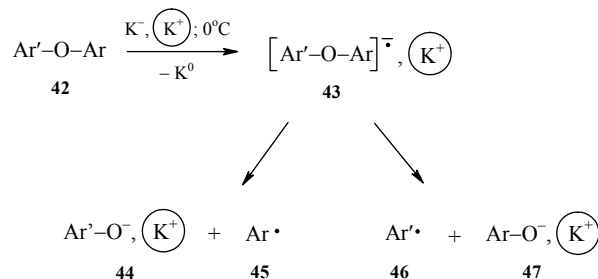 Ar′–O–Ar
K⁻, K⁺ ; 0°C
– K⁰
[Ar′–O–Ar]•⁻ , K⁺
42
43
Ar’–O⁻, K⁺ + Ar •
Ar′• + Ar–O⁻, K⁺
44
45
46
47